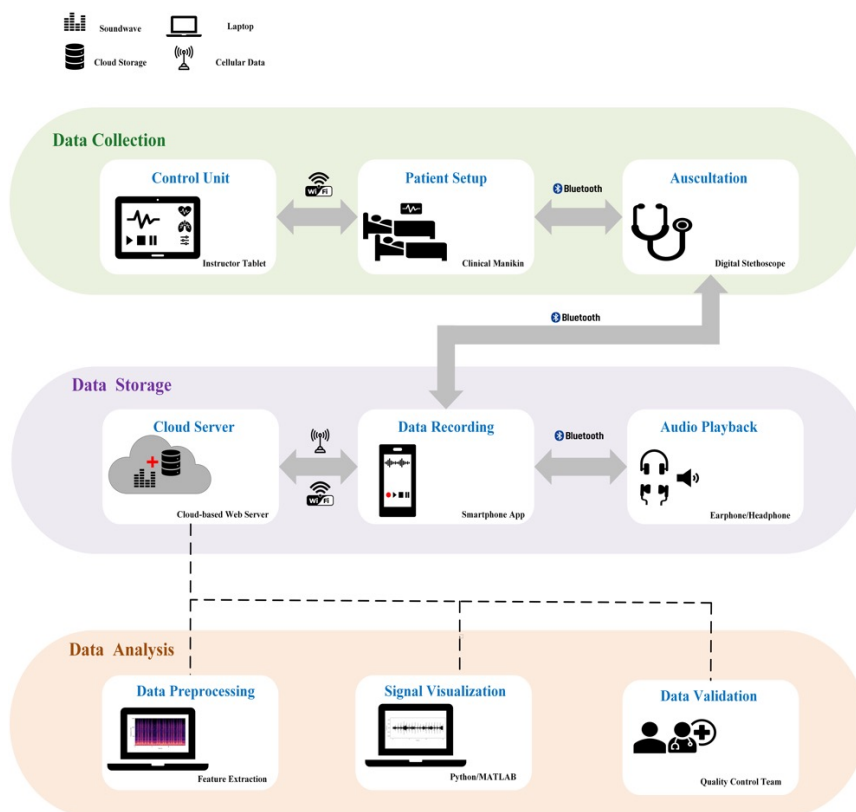 Soundwave
Laptop
Cloud Storage
Cellular Data
Data Collection
Control Unit
WiFi
Patient Setup
Bluetooth
Auscultation
Instructor Tablet
Clinical Manikin
Digital Stethoscope
Bluetooth
Data Storage
Cloud Server
Data Recording
Bluetooth
Audio Playback
WiFi
Cloud-based Web Server
Smartphone App
Earphone/Headphone
Data Analysis
Data Preprocessing
Signal Visualization
Data Validation
Feature Extraction
Python/MATLAB
Quality Control Team